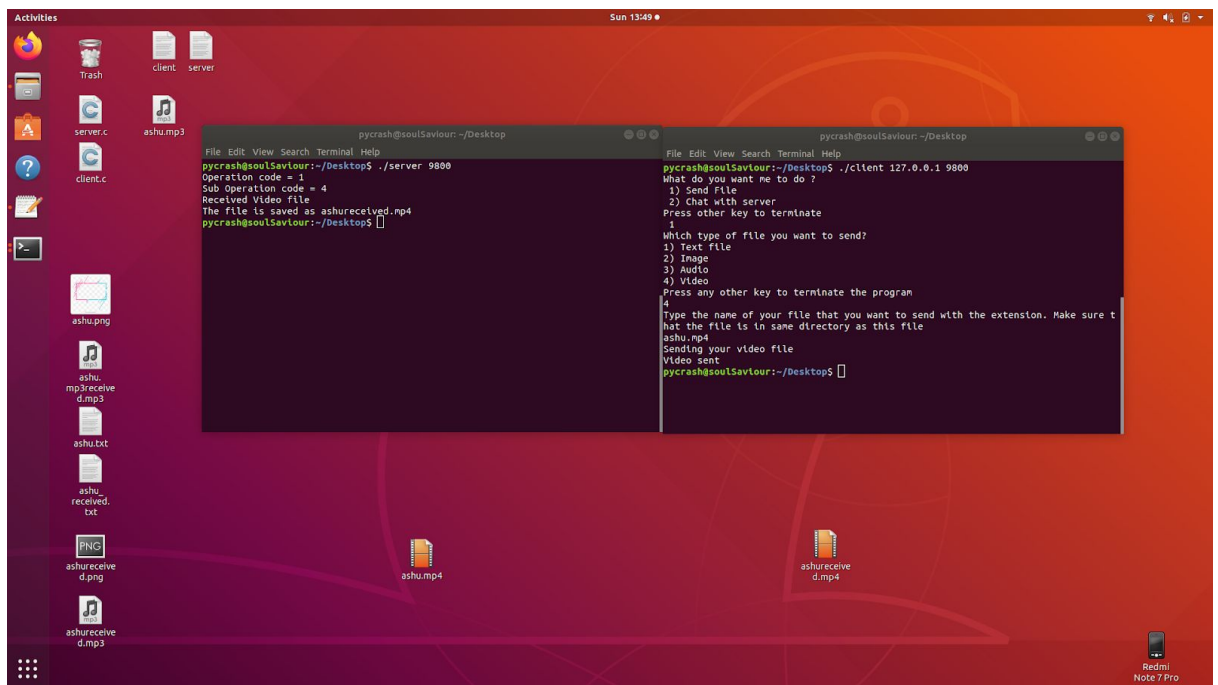 Activities
Sun 13:49
Trash
client
server
server.c
ashu.mp3
client.c
ashu.png
mp3
ashu.
mp3receive
d.mp3
ashu.txt
ashu_
received.
txt
PNG
ashureceive
d.png
mp3
ashureceive
d.mp3
pycrash@soulSaviour: ~/Desktop
File Edit View Search Terminal Help
pycrash@soulSaviour:~/Desktop$ ./server 9800
Operation code = 1
Sub Operation code = 4
Received Video file
The file is saved as ashureceived.mp4
pycrash@soulSaviour:~/Desktop$
pycrash@soulSaviour: ~/Desktop
File Edit View Search Terminal Help
pycrash@soulSaviour:~/Desktop$ ./client 127.0.0.1 9800
What do you want me to do ?
1) Send File
2) Chat with server
Press other key to terminate
1
Which type of file you want to send?
1) Text file
2) Image
3) Audio
4) Video
Press any other key to terminate the program
4
Type the name of your file that you want to send with the extension. Make sure t
hat the file is in same directory as this file
ashu.mp4
Sending your video file
Video sent
pycrash@soulSaviour:~/Desktop$
ashu.mp4
ashureceive
d.mp4
Redmi
Note 7 Pro